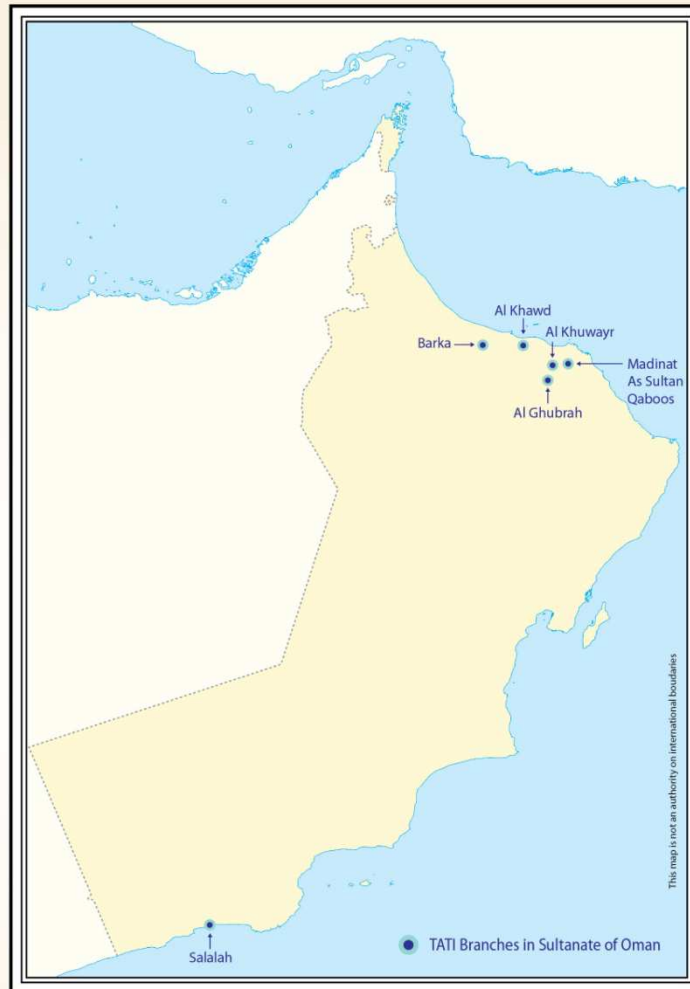 Al Khawd
Al Khuwayr
Barka
Madinat
As Sultan
Qaboos
Al Ghubrah
This map is not an authority on international boudaries
TATI Branches in Sultanate of Oman
Salalah